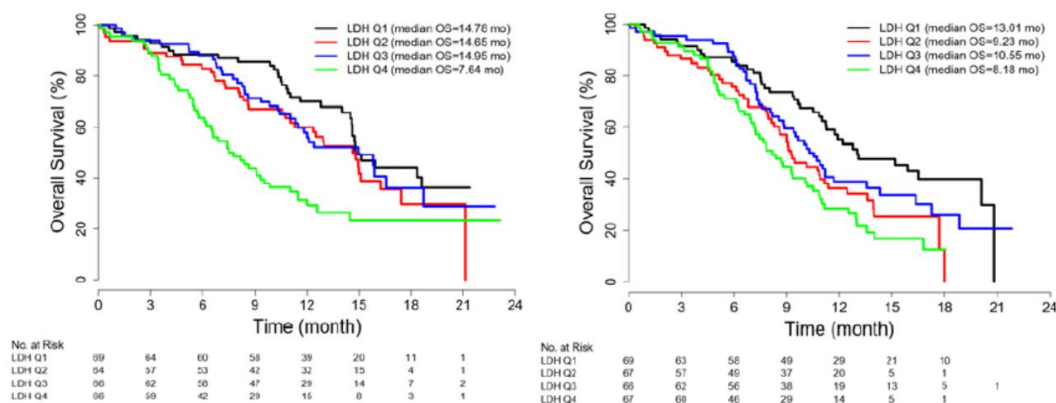 LDH Q1 (median OS=14.78 mo)
LDH Q2 (median OS=14.65 mo)
LDH Q3 (median OS=14.95 mo)
LDH Q4 (median OS=7.64 mo)
Overall Survival (%)
100
80
60
40
20
0
0 3 6 9 12 15 18 21 24
Time (month)
No. at Risk
LDH Q1 69 64 60 58 39 20 11 1
LDH Q2 64 57 53 42 32 15 4 1
LDH Q3 66 62 58 47 29 14 7 2
LDH Q4 66 59 42 29 15 8 3 1
LDH Q1 (median OS=13.01 mo)
LDH Q2 (median OS=9.23 mo)
LDH Q3 (median OS=10.55 mo)
LDH Q4 (median OS=8.18 mo)
Overall Survival (%)
100
80
60
40
20
0
0 3 6 9 12 15 18 21 24
Time (month)
No. at Risk
LDH Q1 69 63 58 49 29 21 10
LDH Q2 67 57 49 37 20 5 1
LDH Q3 66 62 56 38 19 13 5 1
LDH Q4 67 60 46 29 14 5 1